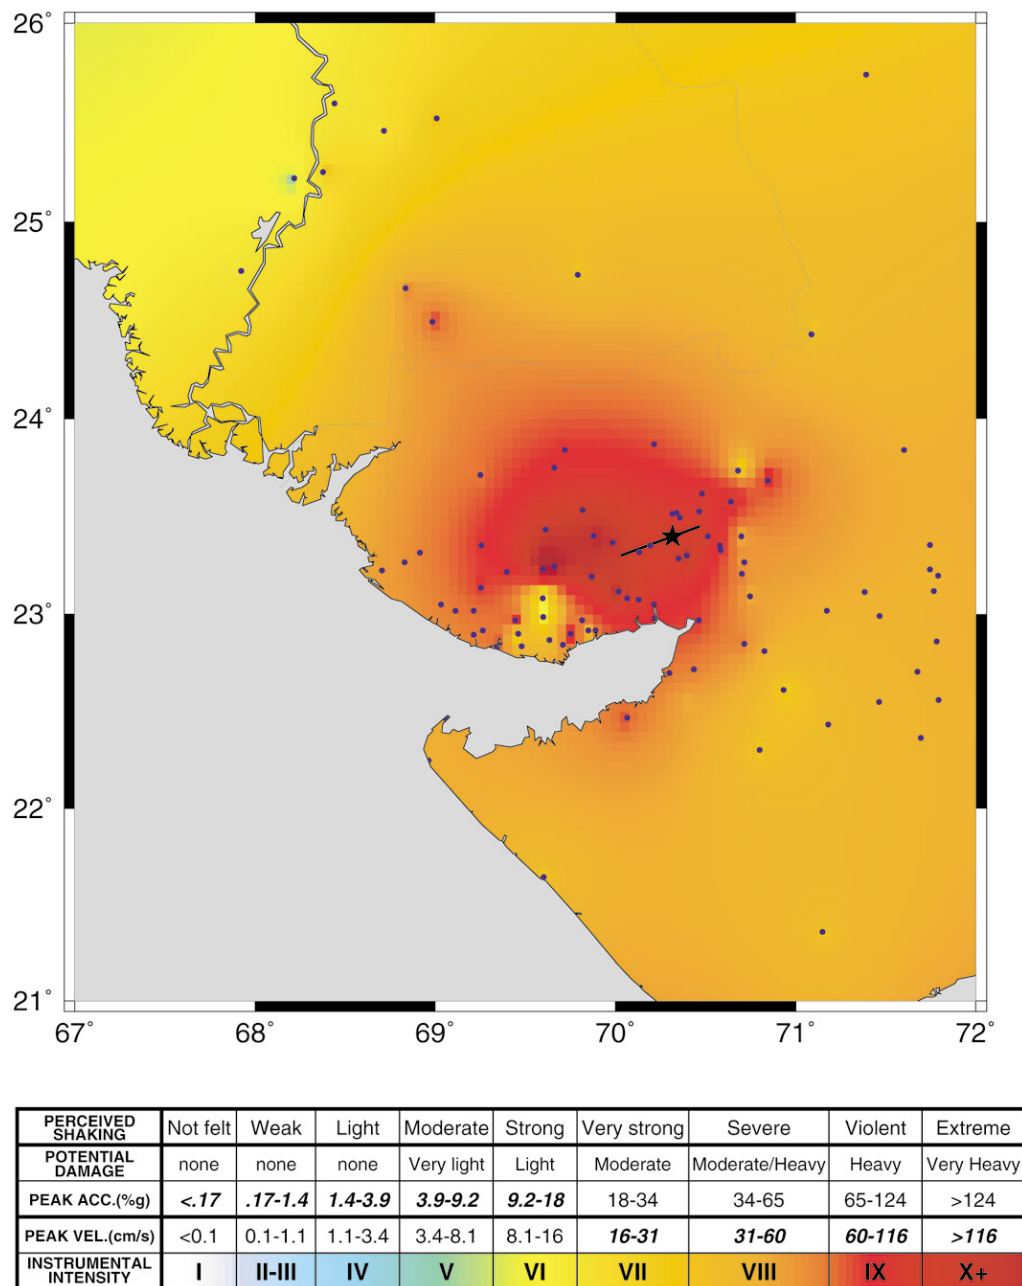 26°
25°
24°
23°
22°
21°
67° 68° 69° 70° 71° 72°
PERCEIVED SHAKING Not felt Weak Light Moderate Strong Very strong Severe Violent Extreme
POTENTIAL DAMAGE none none none Very light Light Moderate Moderate/Heavy Heavy Very Heavy
PEAK ACC.(%g) <.17 .17-1.4 1.4-3.9 3.9-9.2 9.2-18 18-34 34-65 65-124 >124
PEAK VEL.(cm/s) <0.1 0.1-1.1 1.1-3.4 3.4-8.1 8.1-16 16-31 31-60 60-116 >116
INSTRUMENTAL INTENSITY I II-III IV V VI VII VIII IX X+